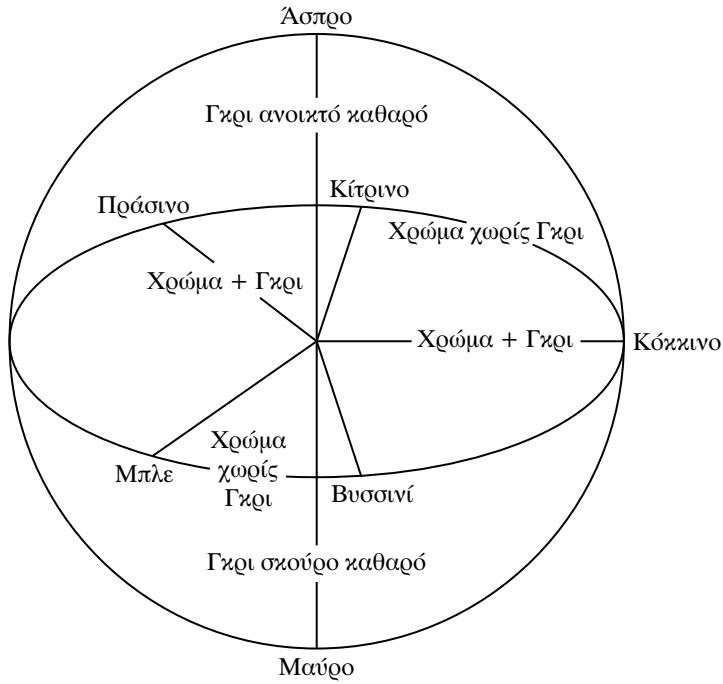 Άσπρο
Γκρι ανοικτό καθαρό
Κίτρινο
Πράσινο
Χρώμα χωρίς Γκρι
Χρώμα + Γκρι
Χρώμα + Γκρι
Κόκκινο
Χρώμα
χωρίς
Γκρι
Μπλε
Βυσσινί
Γκρι σκούρο καθαρό
Μαύρο